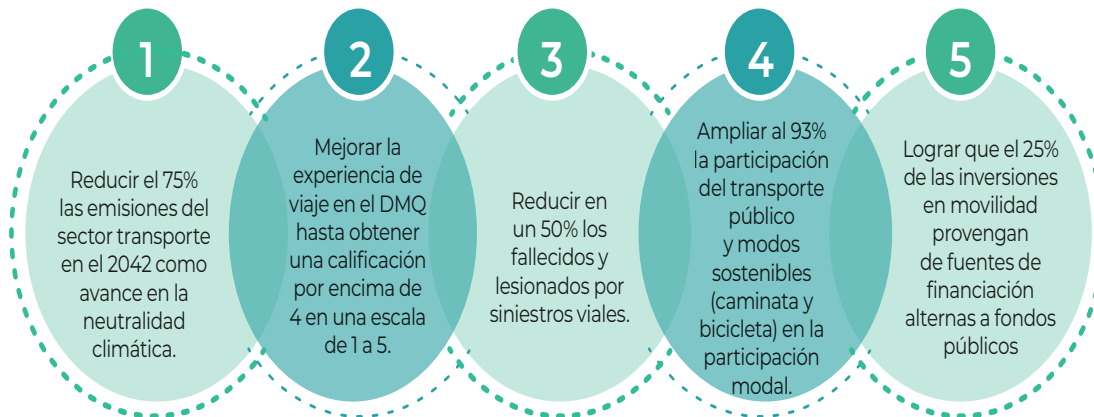 1
Reducir el 75%
las emisiones del
sector transporte
en el 2042 como
avance en la
neutralidad
climática.
2
Mejorar la
experiencia de
viaje en el DMQ
hasta obtener
una calificación
por encima de
4 en una escala
de 1 a 5.
3
Reducir en
un 50% los
fallecidos y
lesionados por
siniestros viales.
4
Ampliar al 93%
la participación
del transporte
público
y modos
sostenibles
(caminata y
bicicleta) en la
participación
modal.
5
Lograr que el 25%
de las inversiones
en movilidad
provengan
de fuentes de
financiación
alternas a fondos
públicos